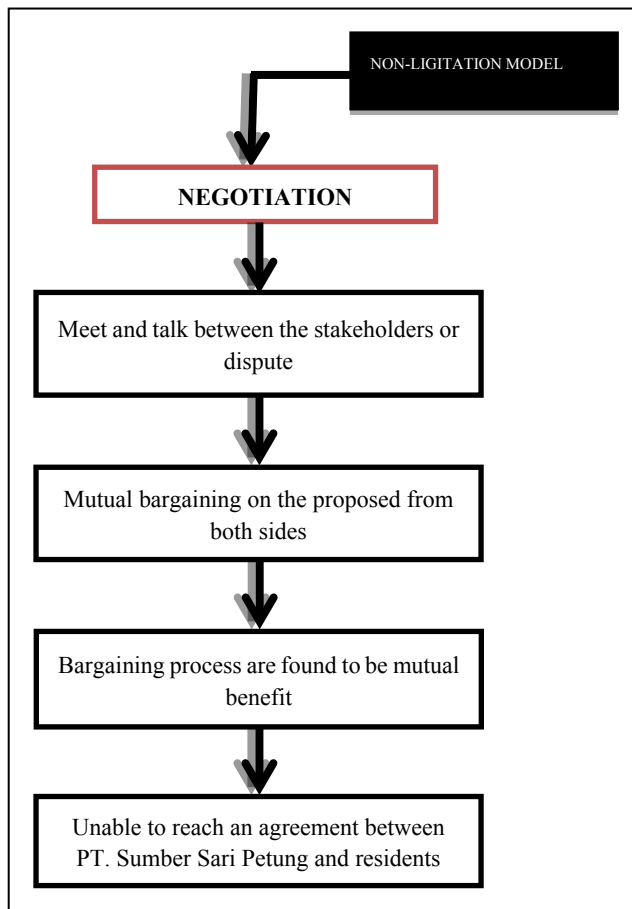 NON-LIGITATION MODEL
NEGOTIATION
Meet and talk between the stakeholders or
dispute
Mutual bargaining on the proposed from
both sides
Bargaining process are found to be mutual
benefit
Unable to reach an agreement between
PT. Sumber Sari Petung and residents